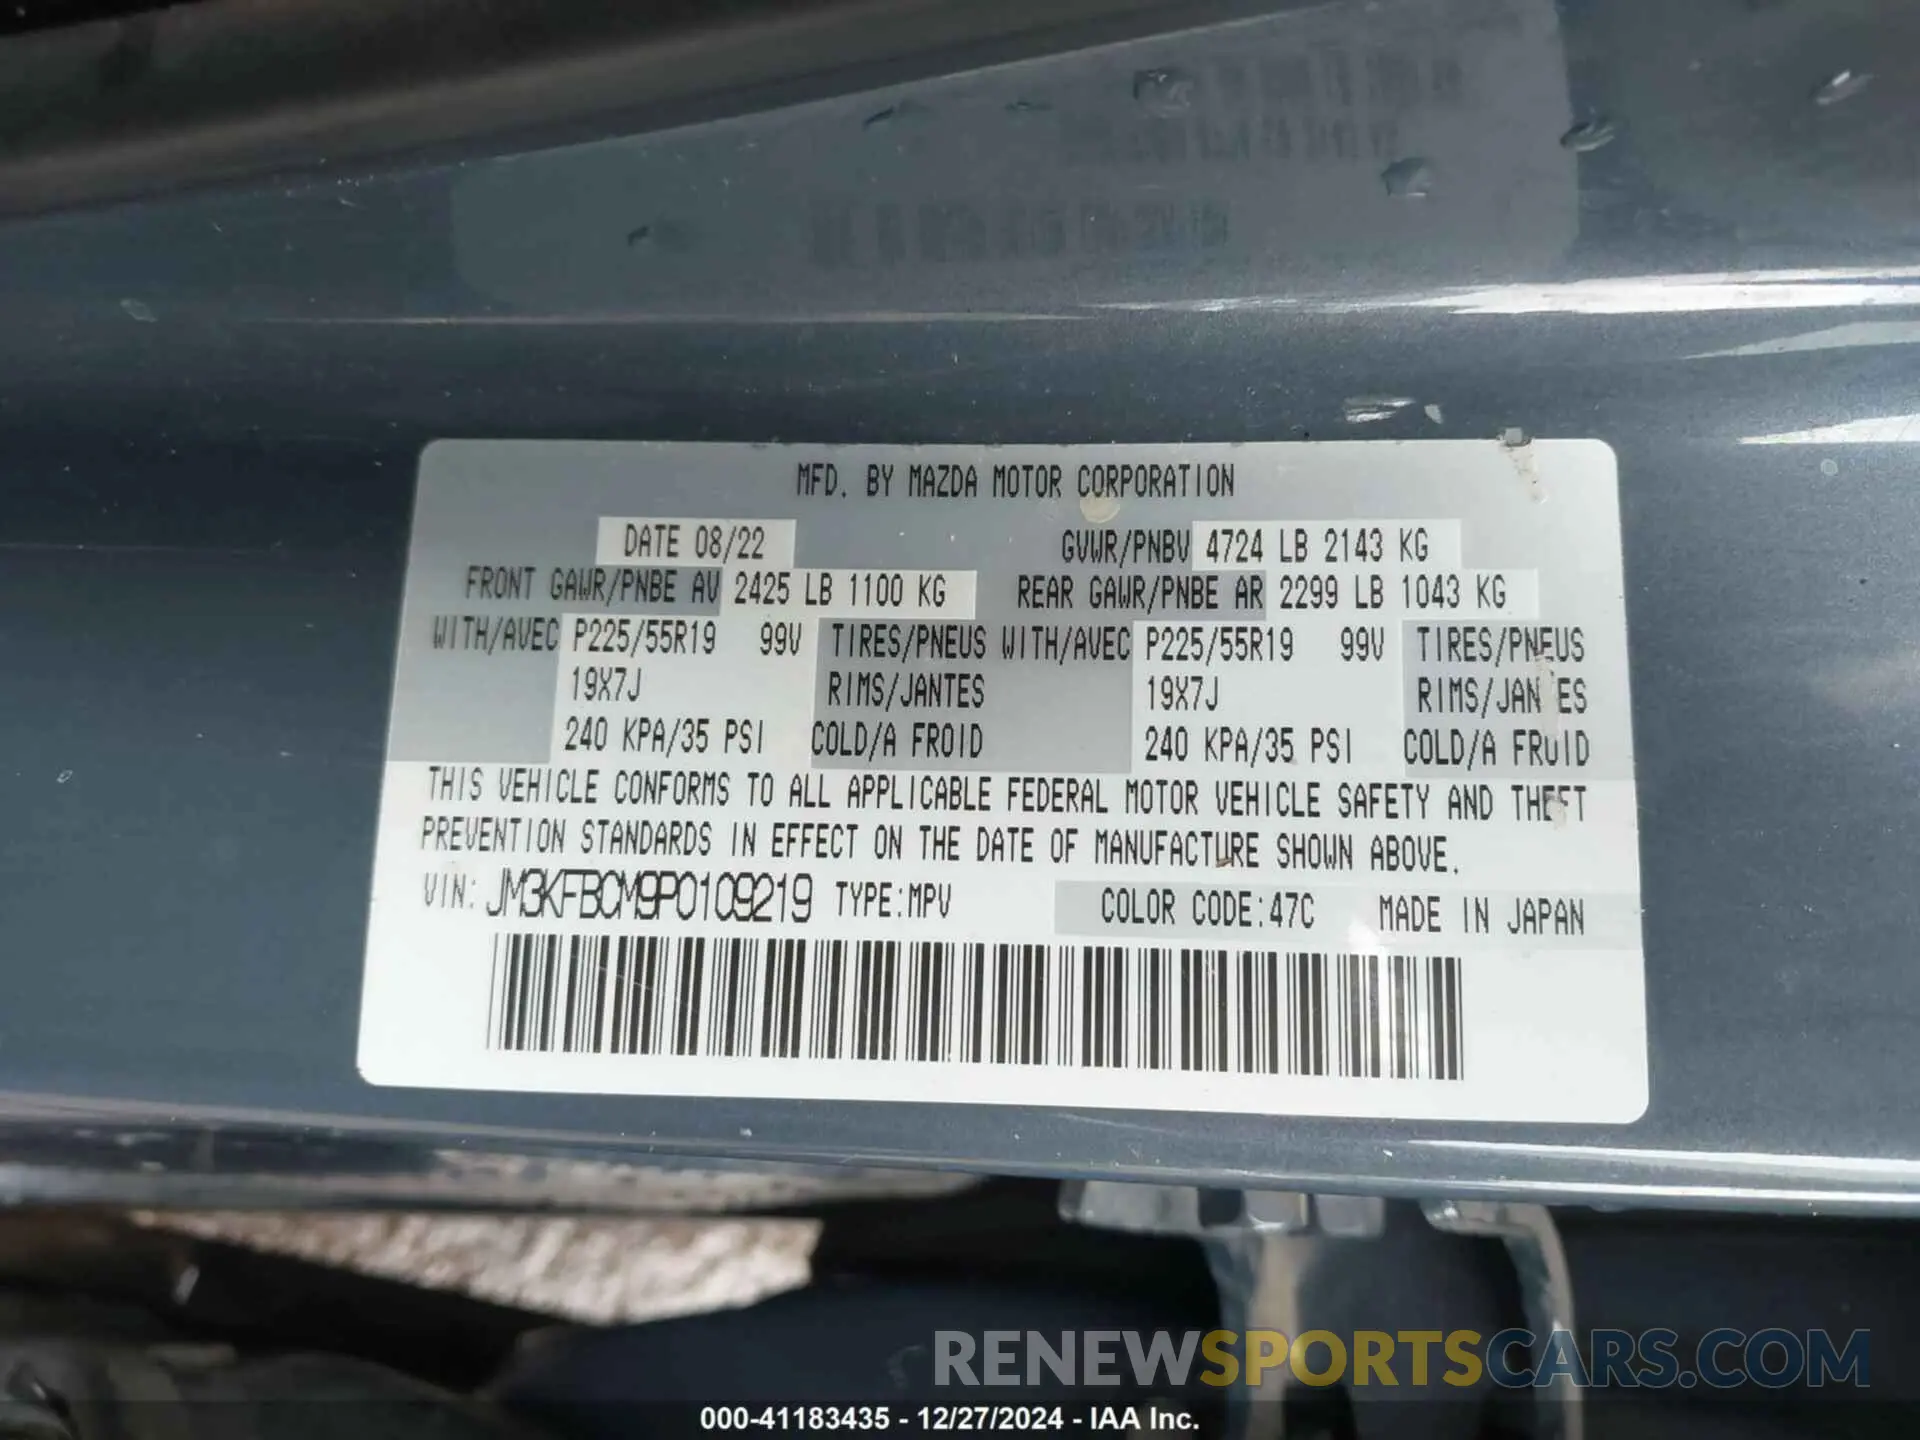 MFD. BY MAZDA MOTOR CORPORATION
DATE 08/22 GVWR/PNBV 4724 LB 2143 KG
FRONT GAWR/PNBE AV 2425 LB 1100 KG REAR GAWR/PNBE AR 2299 LB 1043 KG
WITH/AVEC P225/55R19 99V TIRES/PNEUS WITH/AVEC P225/55R19 99V TIRES/PNEUS
19X7J RIMS/JANTES 19X7J RIMS/JANTES
240 KPA/35 PSI COLD/A FROID 240 KPA/35 PSI COLD/A FROID
THIS VEHICLE CONFORMS TO ALL APPLICABLE FEDERAL MOTOR VEHICLE SAFETY AND THEFT
PREVENTION STANDARDS IN EFFECT ON THE DATE OF MANUFACTURE SHOWN ABOVE.
VIN: JM3KFBCM9P0109219 TYPE:MPV COLOR CODE:47C MADE IN JAPAN
RENEWSPORTSCARS.COM
000-41183435 - 12/27/2024 - IAA Inc.